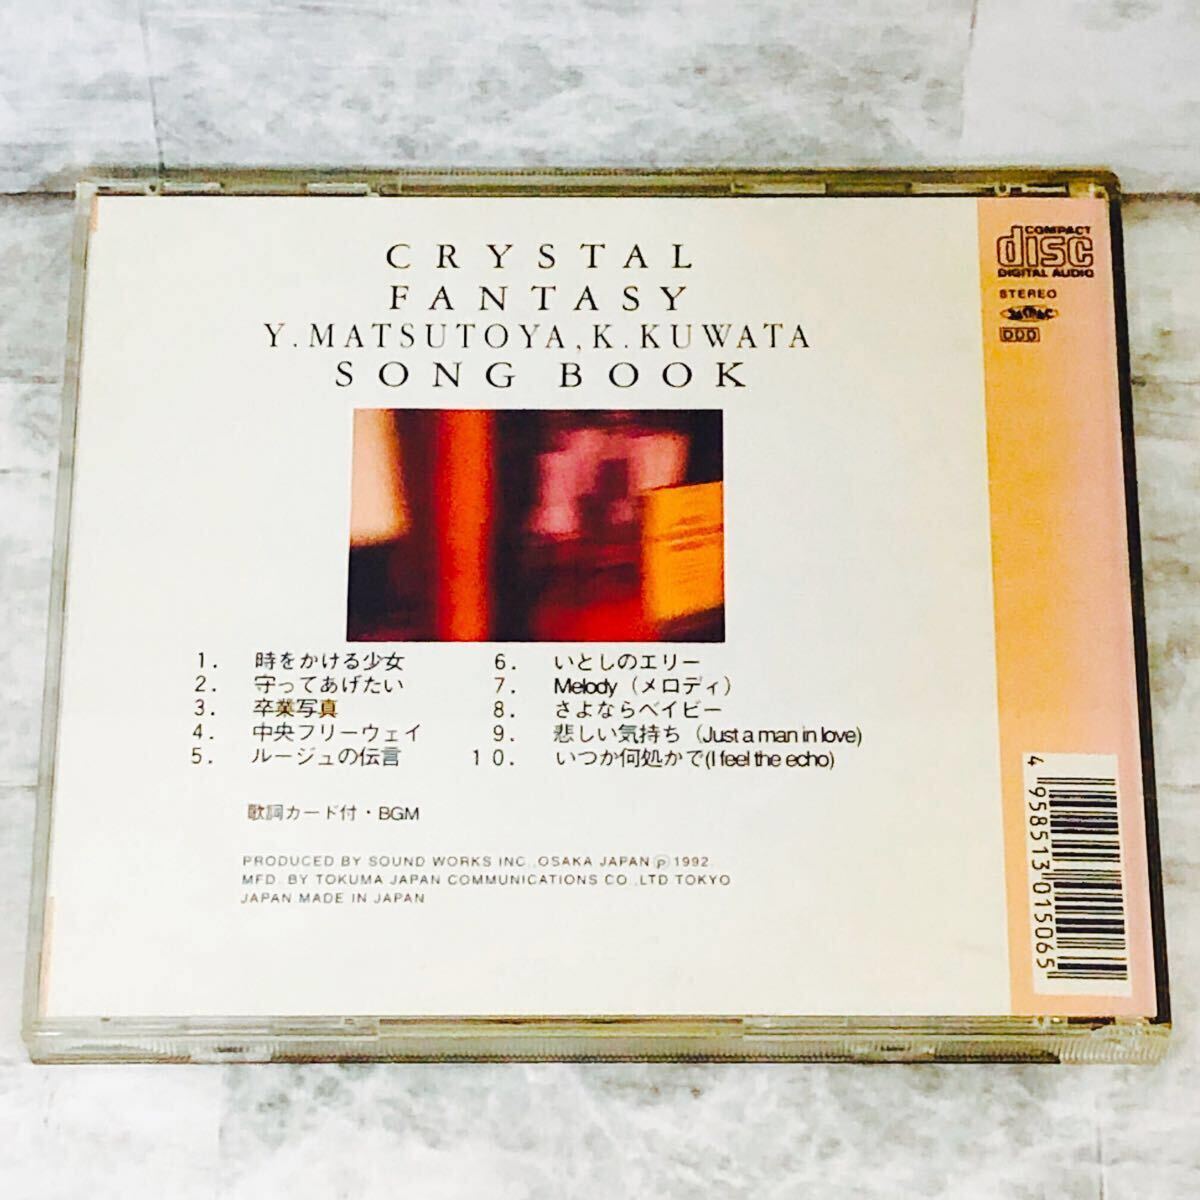 CRYSTAL
FANTASY
Y.MATSUTOYA,K.KUWATA
SONG BOOK
COMPACT
disc
DIGITAL AUDIO
STEREO
DDD
1. 時をかける少女
2. 守ってあげたい
3. 卒業写真
4. 中央フリーウェイ
5. ルージュの伝言
6. いとしのエリー
7. Melody（メロディ）
8. さよならベイビー
9. 悲しい気持ち（Just a man in love)
10. いつか何処かで(I feel the echo)
歌詞カード付・BGM
PRODUCED BY SOUND WORKS INC.,OSAKA JAPAN Ⓟ 1992.
MFD. BY TOKUMA JAPAN COMMUNICATIONS CO.,LTD TOKYO
JAPAN.MADE IN JAPAN
4 958513 015065